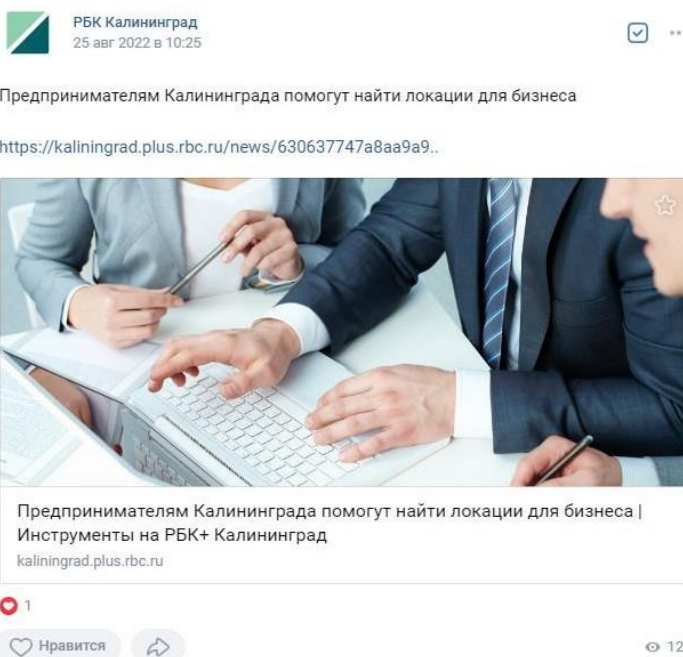 РБК Калининград
25 авг 2022 в 10:25
Предпринимателям Калининграда помогут найти локации для бизнеса
https://kaliningrad.plus.rbc.ru/news/630637747a8aa9a9..
Предпринимателям Калининграда помогут найти локации для бизнеса |
Инструменты на РБК+ Калининград
kaliningrad.plus.rbc.ru
1
Нравится
12